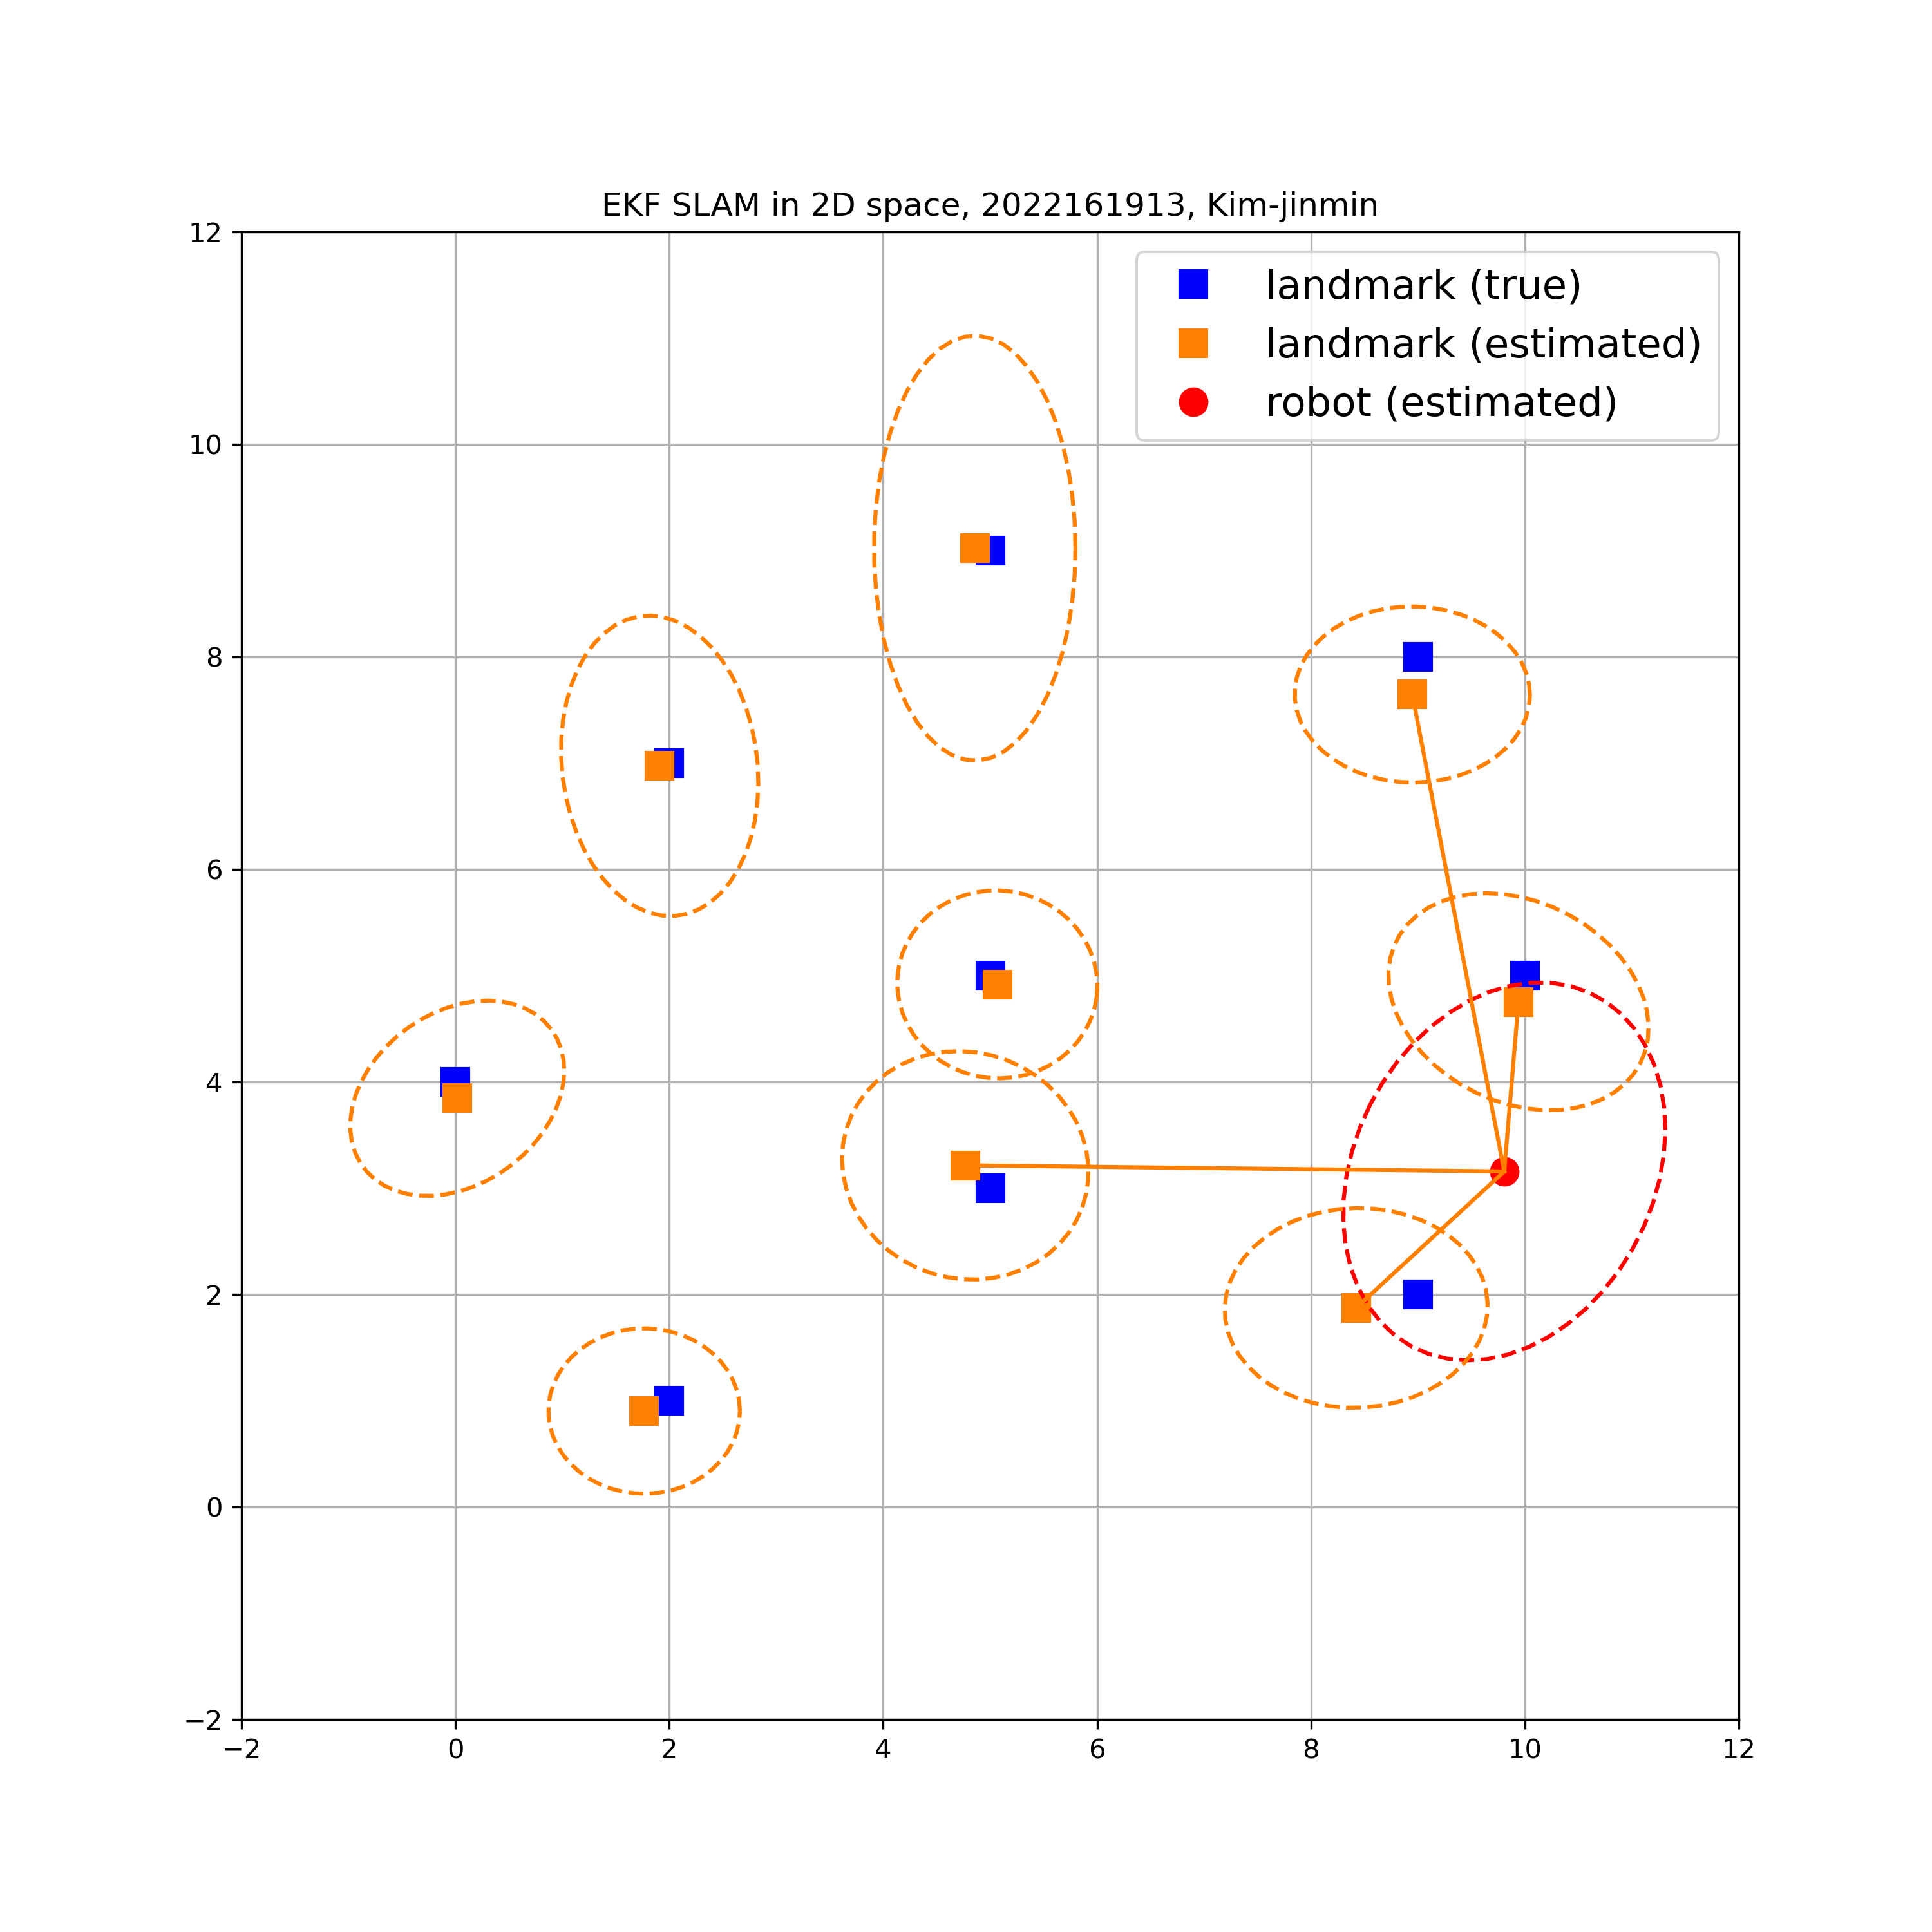 EKF SLAM in 2D space, 2022161913, Kim-jinmin
landmark (true)
landmark (estimated)
robot (estimated)
12
10
8
6
4
2
0
−2
−2 0 2 4 6 8 10 12